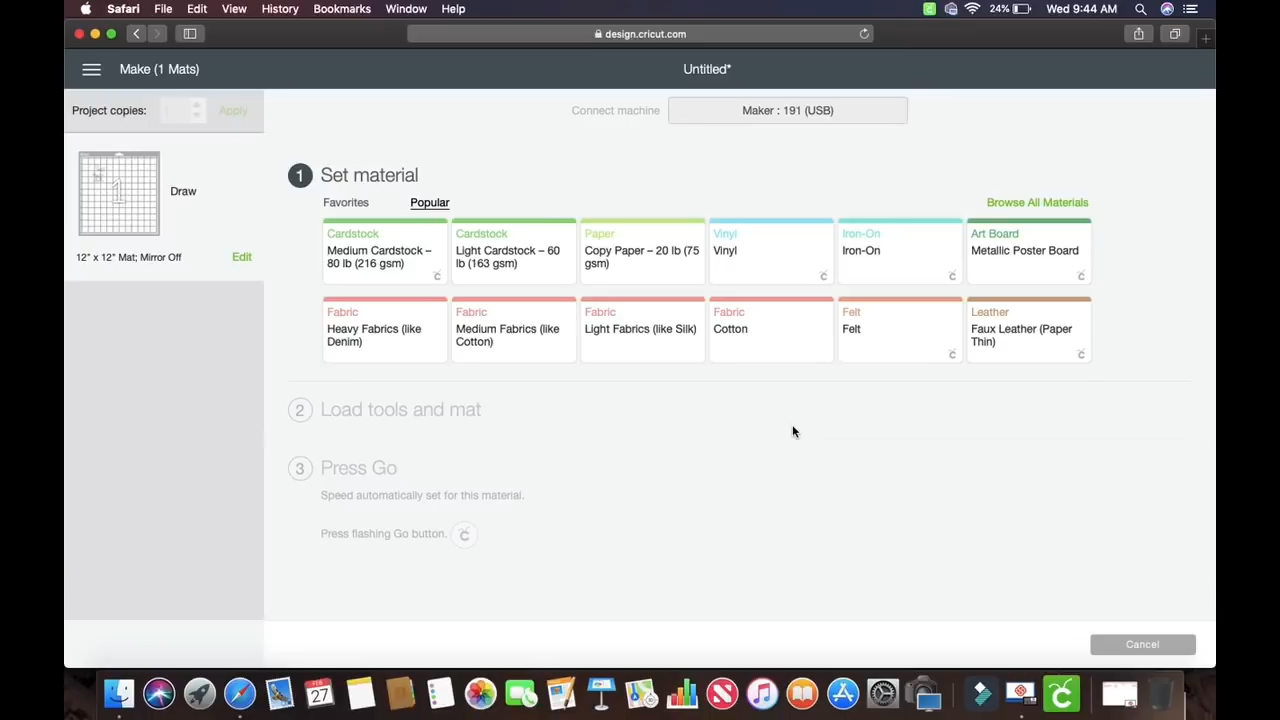 Safari File Edit View History Bookmarks Window Help 24% Wed 9:44 AM
design.cricut.com
Make (1 Mats) Untitled*
Project copies: 1 Apply
Connect machine Maker : 191 (USB)
1 Set material
Favorites Popular Browse All Materials
Cardstock
Medium Cardstock –
80 lb (216 gsm)
Cardstock
Light Cardstock – 60
lb (163 gsm)
Paper
Copy Paper – 20 lb (75
gsm)
Vinyl
Vinyl
Iron-On
Iron-On
Art Board
Metallic Poster Board
Draw
1
12" x 12" Mat; Mirror Off Edit
Fabric
Heavy Fabrics (like
Denim)
Fabric
Medium Fabrics (like
Cotton)
Fabric
Light Fabrics (like Silk)
Fabric
Cotton
Felt
Felt
Leather
Faux Leather (Paper
Thin)
2 Load tools and mat
3 Press Go
Speed automatically set for this material.
Press flashing Go button.
Cancel
FEB
27